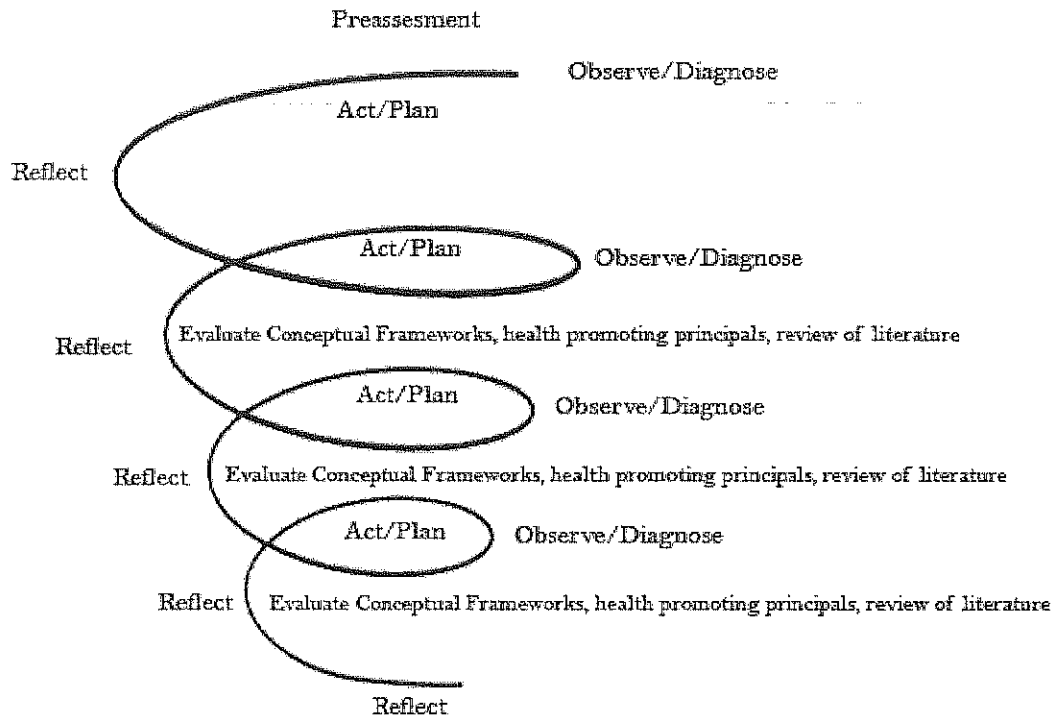 Preassesment
Observe/Diagnose
Act/Plan
Reflect
Act/Plan
Observe/Diagnose
Reflect
Evaluate Conceptual Frameworks, health promoting principals, review of literature
Act/Plan
Observe/Diagnose
Reflect
Evaluate Conceptual Frameworks, health promoting principals, review of literature
Act/Plan
Observe/Diagnose
Reflect
Evaluate Conceptual Frameworks, health promoting principals, review of literature
Reflect